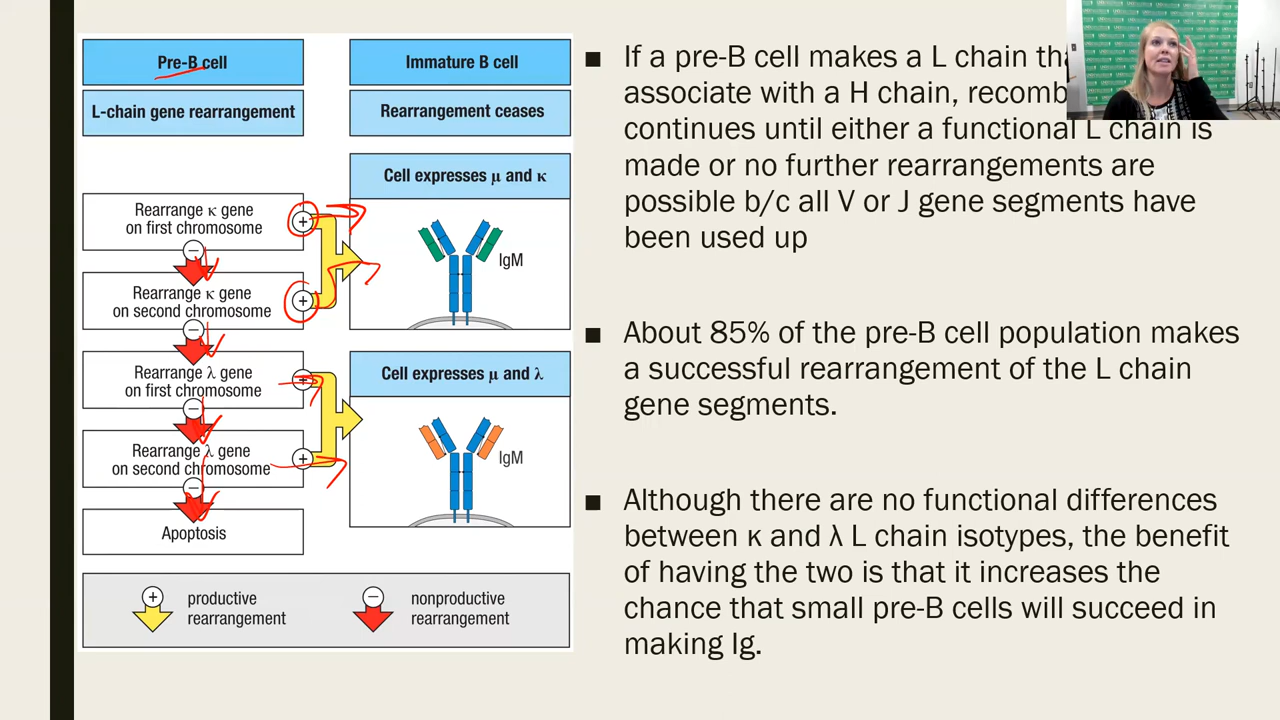 Pre-B cell
Immature B cell
L-chain gene rearrangement
Rearrangement ceases
Cell expresses μ and κ
Rearrange κ gene
on first chromosome
+
IgM
−
Rearrange κ gene
on second chromosome
+
−
Cell expresses μ and λ
Rearrange λ gene
on first chromosome
+
−
Rearrange λ gene
on second chromosome
+
IgM
−
Apoptosis
+
productive
rearrangement
−
nonproductive
rearrangement
■ If a pre-B cell makes a L chain
associate with a H chain,
continues until either a functional L chain is
made or no further rearrangements are
possible b/c all V or J gene segments have
been used up
■ About 85% of the pre-B cell population makes
a successful rearrangement of the L chain
gene segments.
■ Although there are no functional differences
between κ and λ L chain isotypes, the benefit
of having the two is that it increases the
chance that small pre-B cells will succeed in
making Ig.